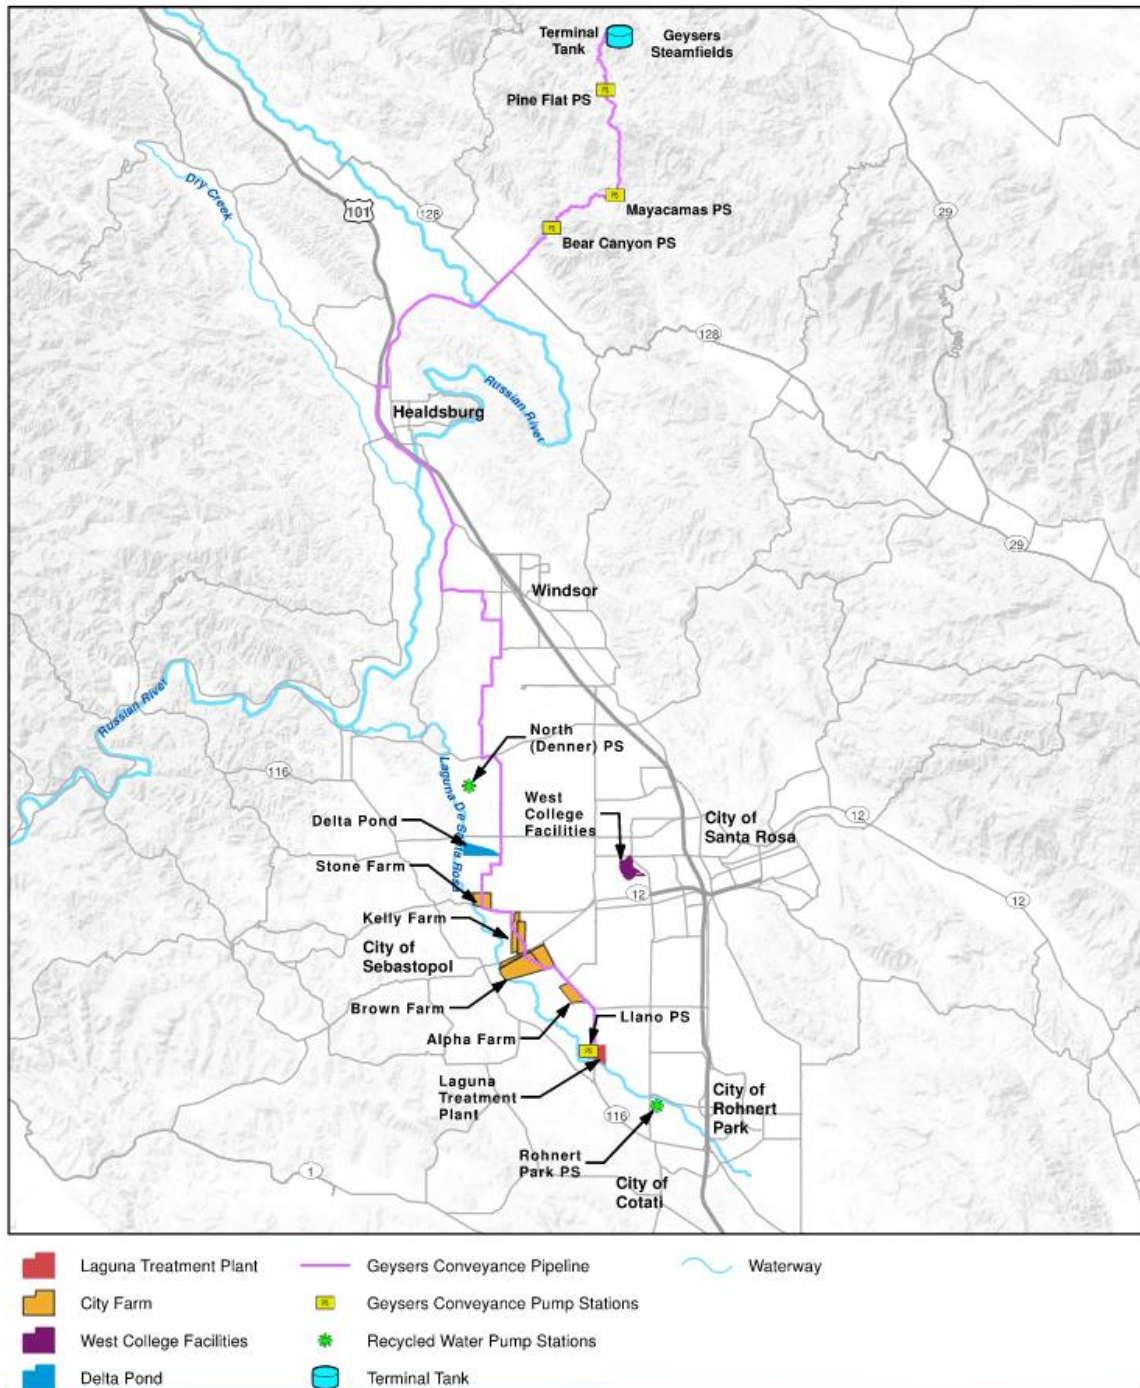 Terminal
Tank
Geysers
Steamfields
PS
Pine Flat PS
Dry Creek
101
128
PS
Mayacamas PS
29
PS
Bear Canyon PS
128
Russian River
Healdsburg
29
Windsor
Russian River
116
North
(Denner) PS
Laguna De Santa Rosa
West
College
Facilities
City of
Santa Rosa
12
Delta Pond
Stone Farm
12
12
Kelly Farm
City of
Sebastopol
Brown Farm
Llano PS
Alpha Farm
PS
Laguna
Treatment
Plant
City of
Rohnert
Park
116
Rohnert
Park PS
1
City of
Cotati
Laguna Treatment Plant
Geysers Conveyance Pipeline
Waterway
City Farm
PS
Geysers Conveyance Pump Stations
West College Facilities
Recycled Water Pump Stations
Delta Pond
Terminal Tank